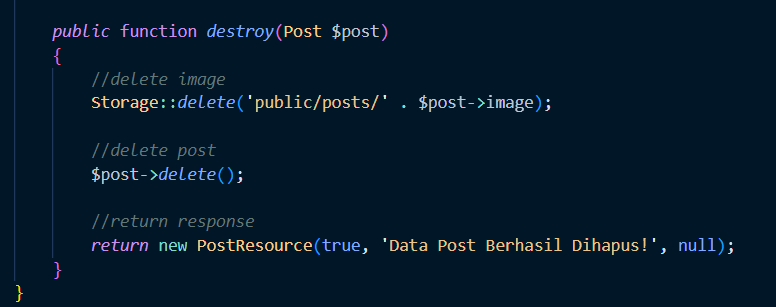 public function destroy(Post $post)
{
//delete image
Storage::delete('public/posts/' . $post->image);
//delete post
$post->delete();
//return response
return new PostResource(true, 'Data Post Berhasil Dihapus!', null);
}
}